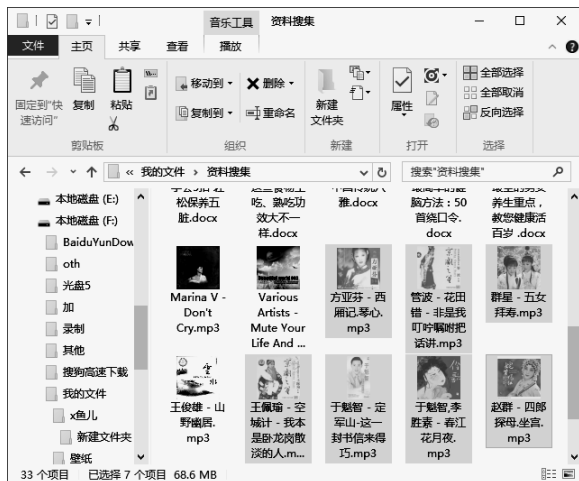 音乐工具 资料搜集
文件 主页 共享 查看 播放
固定到"快
速访问"
复制
粘贴
剪贴板
移动到
复制到
删除
重命名
组织
新建
文件夹
新建
属性
打开
全部选择
全部取消
反向选择
选择
« 我的文件 › 资料搜集
搜索"资料搜集"
本地磁盘 (E:)
本地磁盘 (F:)
BaiduYunDow
oth
光盘5
加
录制
其他
搜狗高速下载
我的文件
x鱼儿
新建文件夹
壁纸
松保养五
脏.docx
吃、熟吃功
效大不一
样.docx
雅.docx
脑方法：50
首绕口令.
docx
养生重点，
教您健康活
百岁 .docx
Marina V -
Don't
Cry.mp3
Various
Artists -
Mute Your
Life And ...
方亚芬 - 西
厢记.琴心.
mp3
管波 - 花田
错 - 非是我
叮咛嘱咐把
话讲.mp3
群星 - 五女
拜寿.mp3
王俊雄 - 山
野幽居.
mp3
王佩瑜 - 空
城计 - 我本
是卧龙岗散
淡的人.m...
于魁智 - 定
军山-这一
封书信来得
巧.mp3
于魁智,李
胜素 - 春江
花月夜.
mp3
赵群 - 四郎
探母.坐宫.
mp3
33 个项目 已选择 7 个项目 68.6 MB